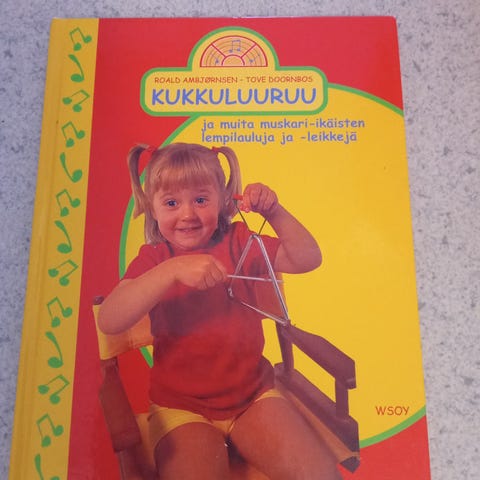 ROALD AMBJØRNSEN - TOVE DOORNBOS
KUKKULUURUU
ja muita muskari-ikäisten
lempilauluja ja -leikkejä
WSOY